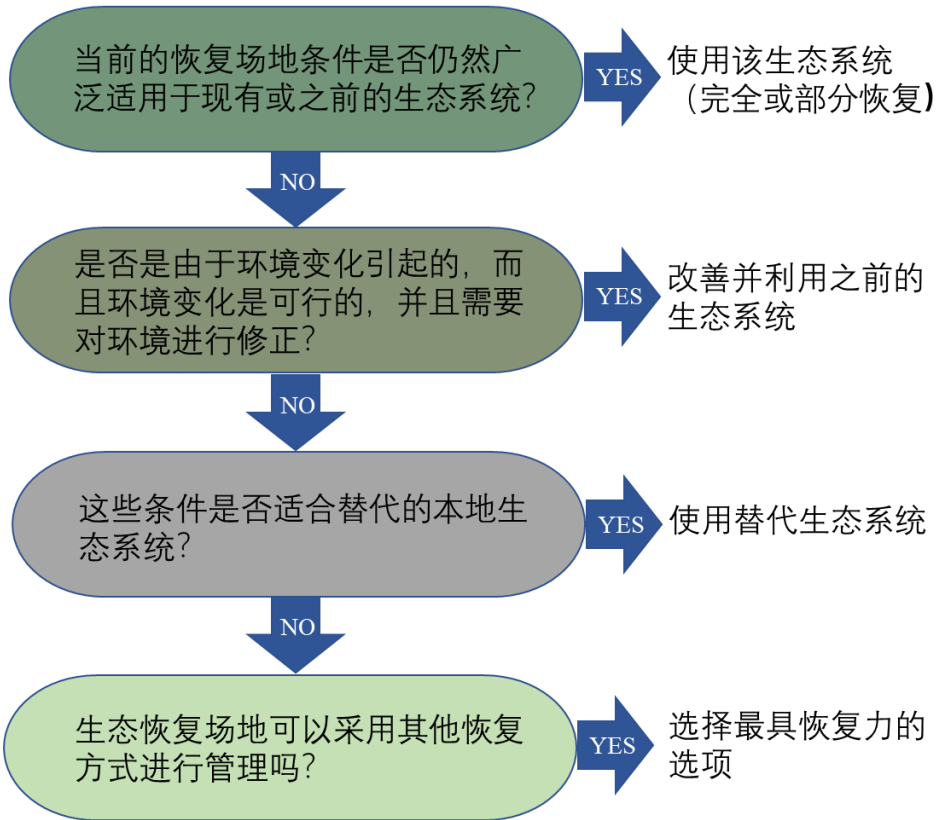 当前的恢复场地条件是否仍然广
泛适用于现有或之前的生态系统?
YES
使用该生态系统
（完全或部分恢复)
NO
是否是由于环境变化引起的，而
且环境变化是可行的，并且需要
对环境进行修正?
YES
改善并利用之前的
生态系统
NO
这些条件是否适合替代的本地生
态系统?
YES
使用替代生态系统
NO
生态恢复场地可以采用其他恢复
方式进行管理吗?
YES
选择最具恢复力的
选项